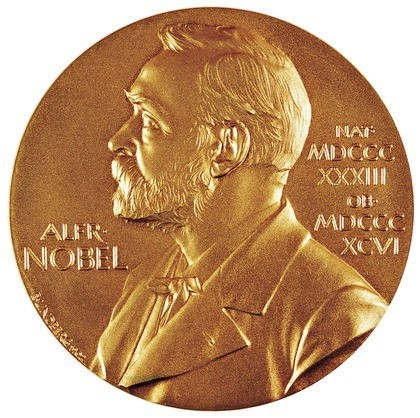 ALFR·
NOBEL
NAT·
MDCCC
XXXIII
OB·
MDCCC
XCVI